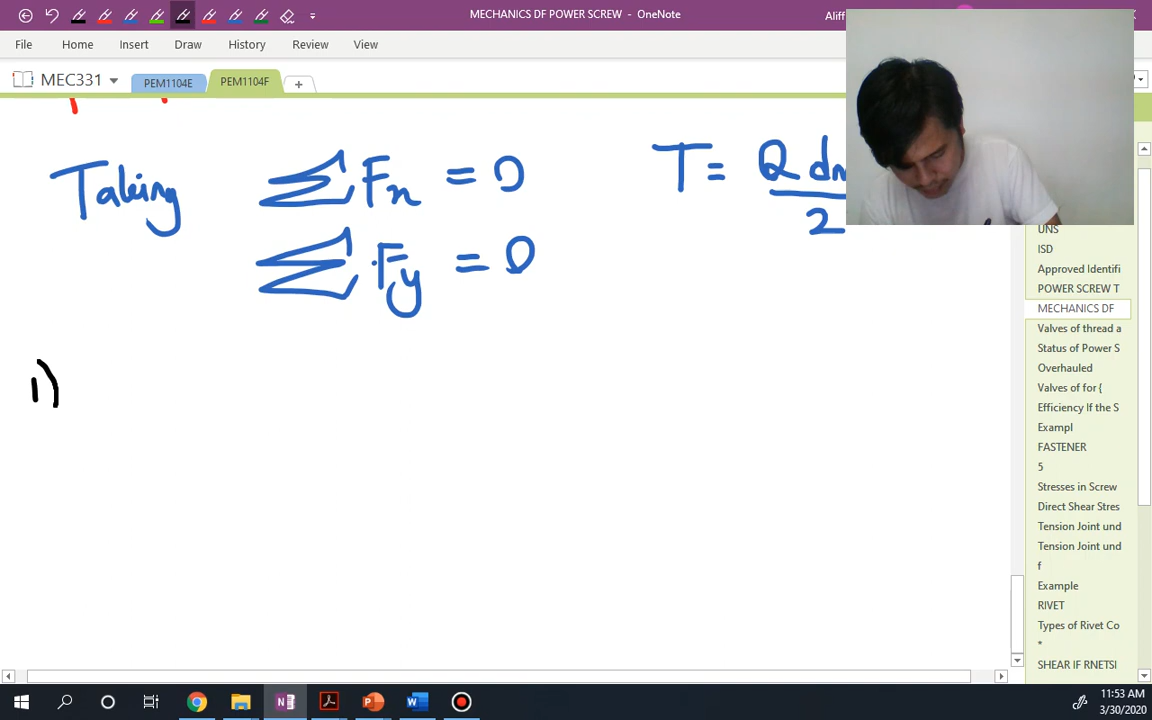 MECHANICS DF POWER SCREW - OneNote
Aliff
File Home Insert Draw History Review View
MEC331 PEM1104E PEM1104F
Taking Σ Fx = 0
Σ Fy = 0
T = Q dm
2
1)
UNS
ISD
Approved Identifi
POWER SCREW T
MECHANICS DF
Valves of thread a
Status of Power S
Overhauled
Valves of for {
Efficiency If the S
Exampl
FASTENER
5
Stresses in Screw
Direct Shear Stres
Tension Joint und
Tension Joint und
f
Example
RIVET
Types of Rivet Co
*
SHEAR IF RNETSI
11:53 AM
3/30/2020